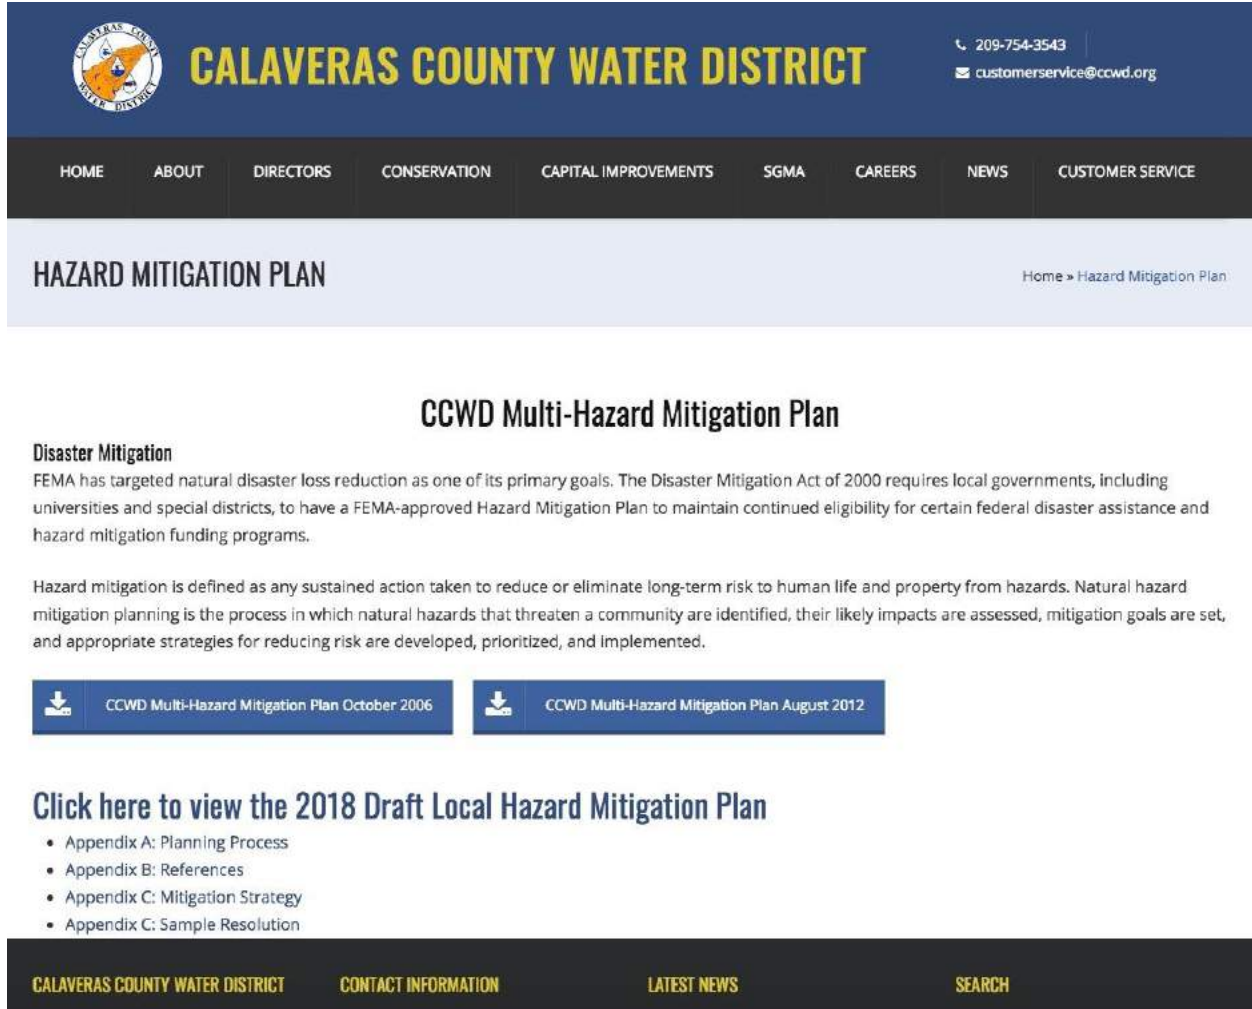 CALAVERAS COUNTY
WATER DISTRICT
CALAVERAS COUNTY WATER DISTRICT
209-754-3543
customerservice@ccwd.org
HOME ABOUT DIRECTORS CONSERVATION CAPITAL IMPROVEMENTS SGMA CAREERS NEWS CUSTOMER SERVICE
HAZARD MITIGATION PLAN
Home » Hazard Mitigation Plan
CCWD Multi-Hazard Mitigation Plan
Disaster Mitigation
FEMA has targeted natural disaster loss reduction as one of its primary goals. The Disaster Mitigation Act of 2000 requires local governments, including
universities and special districts, to have a FEMA-approved Hazard Mitigation Plan to maintain continued eligibility for certain federal disaster assistance and
hazard mitigation funding programs.
Hazard mitigation is defined as any sustained action taken to reduce or eliminate long-term risk to human life and property from hazards. Natural hazard
mitigation planning is the process in which natural hazards that threaten a community are identified, their likely impacts are assessed, mitigation goals are set,
and appropriate strategies for reducing risk are developed, prioritized, and implemented.
CCWD Multi-Hazard Mitigation Plan October 2006
CCWD Multi-Hazard Mitigation Plan August 2012
Click here to view the 2018 Draft Local Hazard Mitigation Plan
• Appendix A: Planning Process
• Appendix B: References
• Appendix C: Mitigation Strategy
• Appendix C: Sample Resolution
CALAVERAS COUNTY WATER DISTRICT CONTACT INFORMATION LATEST NEWS SEARCH